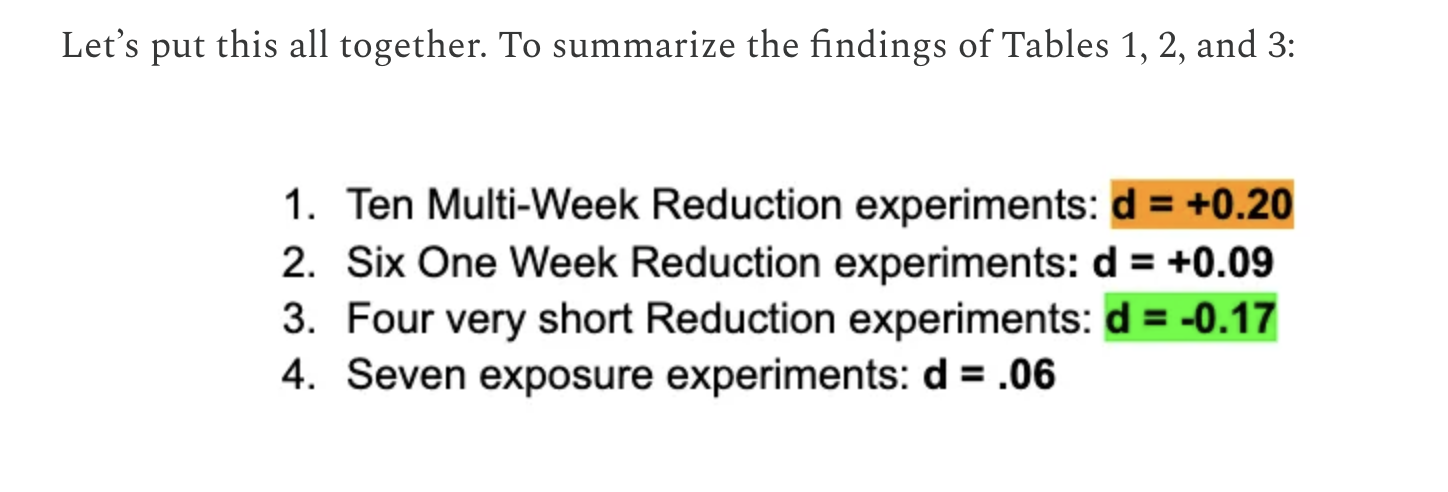 Let’s put this all together. To summarize the findings of Tables 1, 2, and 3:
1. Ten Multi-Week Reduction experiments: d = +0.20
2. Six One Week Reduction experiments: d = +0.09
3. Four very short Reduction experiments: d = -0.17
4. Seven exposure experiments: d = .06